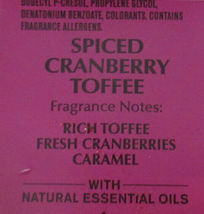 DODECYL P-CRESOL, PROPYLENE GLYCOL,
DENATONIUM BENZOATE, COLORANTS. CONTAINS
FRAGRANCE ALLERGENS.
SPICED
CRANBERRY
TOFFEE
Fragrance Notes:
RICH TOFFEE
FRESH CRANBERRIES
CARAMEL
WITH
NATURAL ESSENTIAL OILS